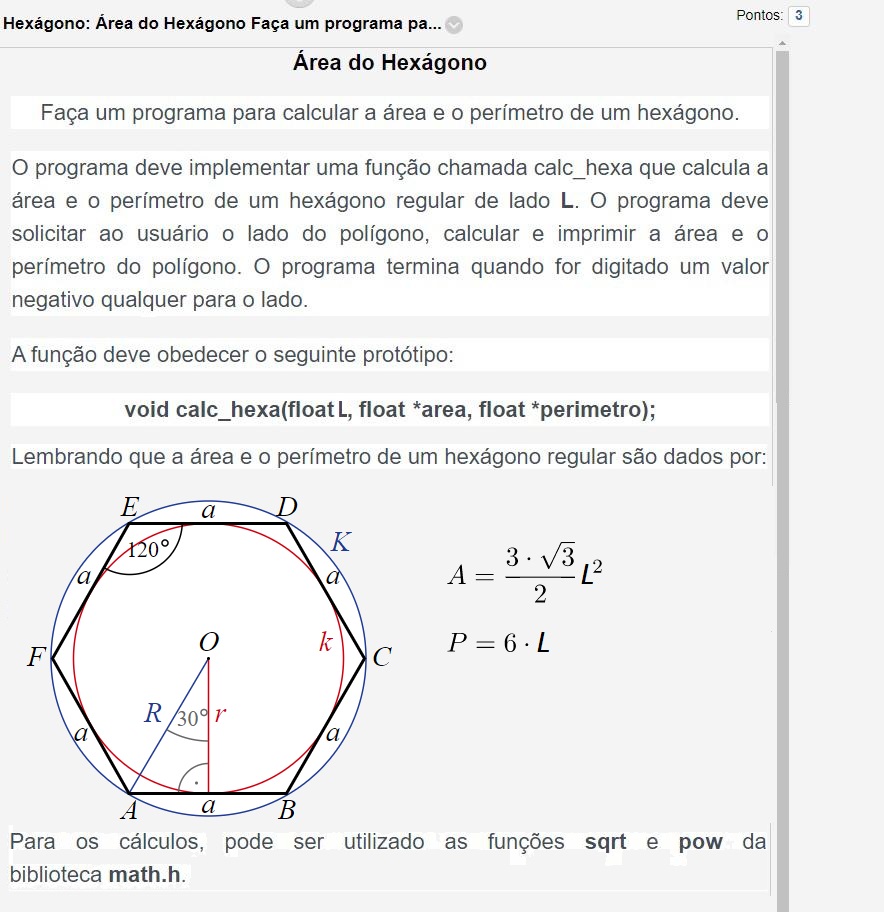 Pontos: 3
Hexágono: Área do Hexágono Faça um programa pa...
Área do Hexágono
Faça um programa para calcular a área e o perímetro de um hexágono.
O programa deve implementar uma função chamada calc_hexa que calcula a
área e o perímetro de um hexágono regular de lado L. O programa deve
solicitar ao usuário o lado do polígono, calcular e imprimir a área e o
perímetro do polígono. O programa termina quando for digitado um valor
negativo qualquer para o lado.
A função deve obedecer o seguinte protótipo:
void calc_hexa(float L, float *area, float *perimetro);
Lembrando que a área e o perímetro de um hexágono regular são dados por:
E a D
120° K
a a
O k
F C
R 30° r
a a
A a B
A = 3 · √3 / 2 L²
P = 6 · L
Para os cálculos, pode ser utilizado as funções sqrt e pow da
biblioteca math.h.